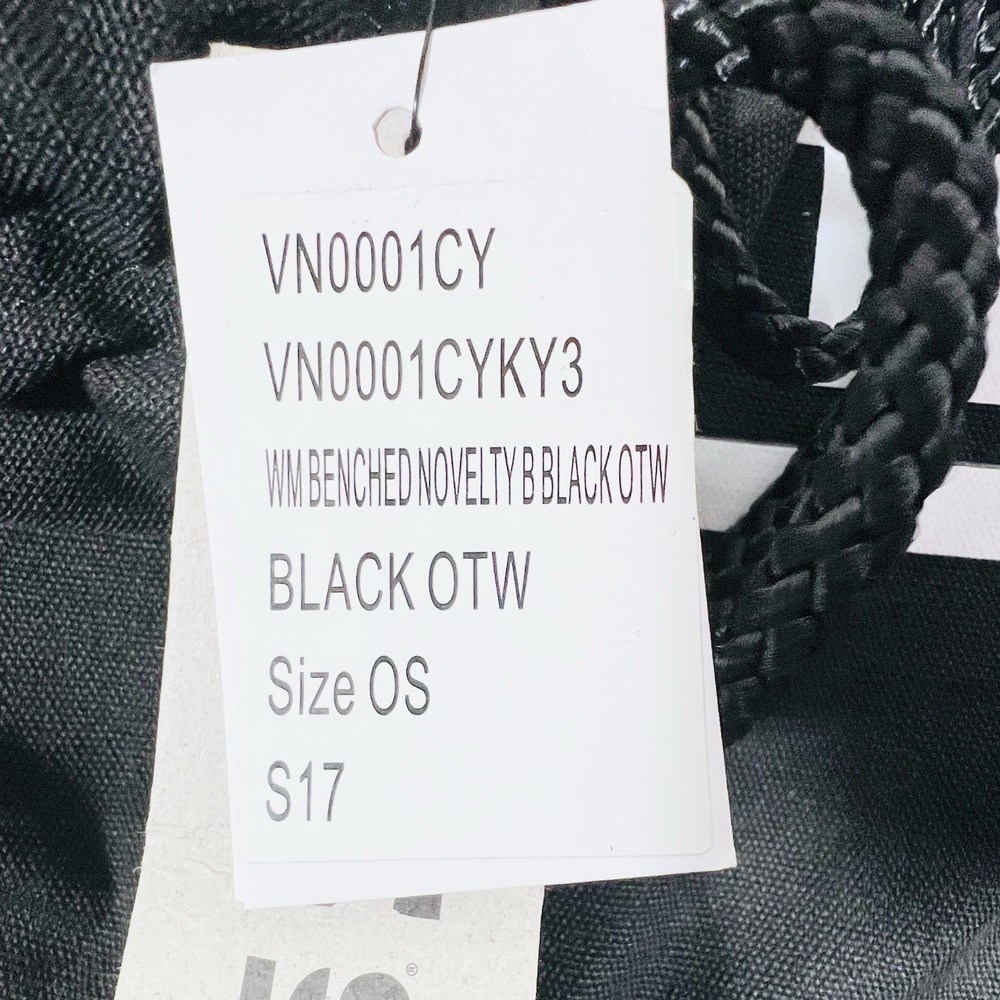 VN0001CY
VN0001CYKY3
WM BENCHED NOVELTY B BLACK OTW
BLACK OTW
Size OS
S17
®